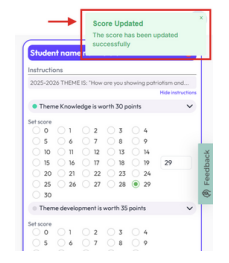 Score Updated
×
The score has been updated
successfully
Student name
Instructions
2025-2026 THEME IS: "How are you showing patriotism and...
Hide instructions
Theme Knowledge is worth 30 points
Set score
0 1 2 3 4
5 6 7 8 9
10 11 12 13 14
15 16 17 18 19 29
20 21 22 23 24
25 26 27 28 29
30
Feedback
Theme development is worth 35 points
Set score
0 1 2 3 4
5 6 7 8 9